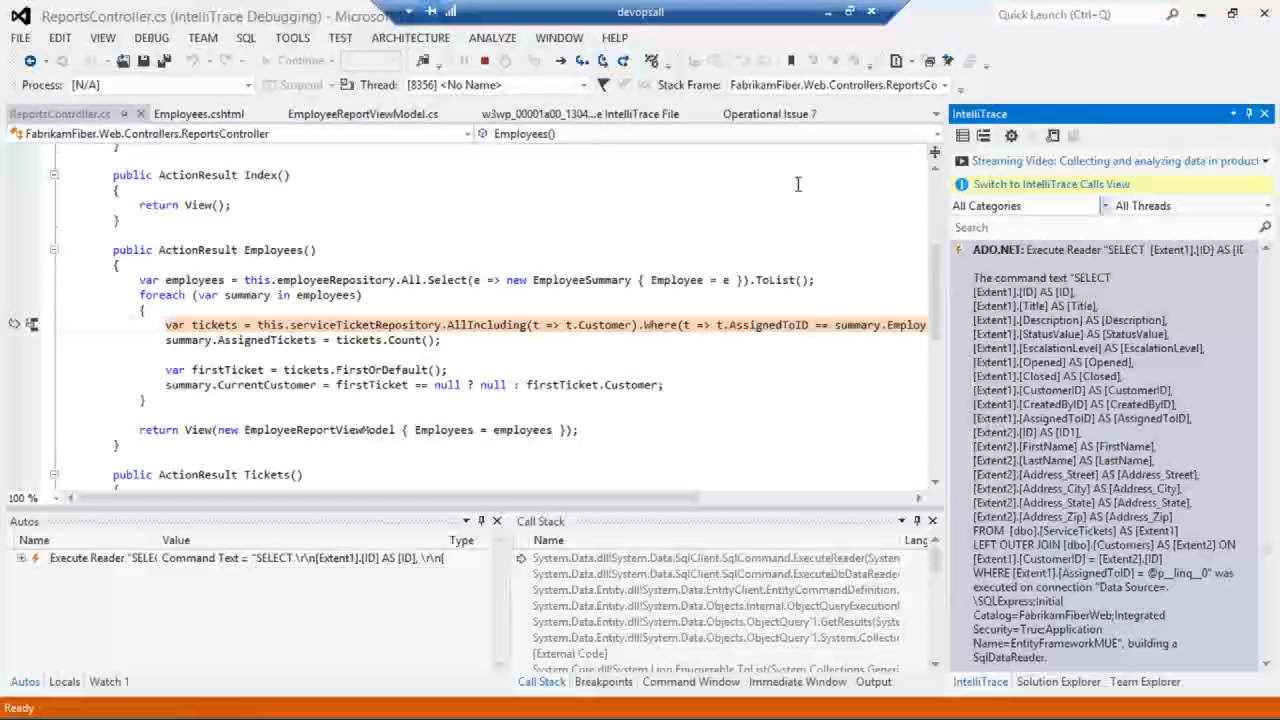 ReportsController.cs (IntelliTrace Debugging) - Microsoft
devopsall
Quick Launch (Ctrl+Q)
FILE EDIT VIEW DEBUG TEAM SQL TOOLS TEST ARCHITECTURE ANALYZE WINDOW HELP
Continue
Process: [N/A] Suspend Thread: [8356] <No Name> Stack Frame: FabrikamFiber.Web.Controllers.ReportsCo
ReportsController.cs Employees.cshtml EmployeeReportViewModel.cs w3wp_00001a00_1304...e IntelliTrace File Operational Issue 7
FabrikamFiber.Web.Controllers.ReportsController Employees()
}
public ActionResult Index()
{
return View();
}
public ActionResult Employees()
{
var employees = this.employeeRepository.All.Select(e => new EmployeeSummary { Employee = e }).ToList();
foreach (var summary in employees)
{
var tickets = this.serviceTicketRepository.AllIncluding(t => t.Customer).Where(t => t.AssignedToID == summary.Employ
summary.AssignedTickets = tickets.Count();
var firstTicket = tickets.FirstOrDefault();
summary.CurrentCustomer = firstTicket == null ? null : firstTicket.Customer;
}
return View(new EmployeeReportViewModel { Employees = employees });
}
public ActionResult Tickets()
100 %
Autos
Name Value Type
Execute Reader "SELE( Command Text = "SELECT \r\n[Extent1].[ID] AS [ID], \r\n[
Autos Locals Watch 1
Call Stack
Name Lang
System.Data.dll!System.Data.SqlClient.SqlCommand.ExecuteReader(System
System.Data.dll!System.Data.SqlClient.SqlCommand.ExecuteDbDataReade
System.Data.Entity.dll!System.Data.EntityClient.EntityCommandDefinition.
System.Data.Entity.dll!System.Data.Objects.Internal.ObjectQueryExecution
System.Data.Entity.dll!System.Data.Objects.ObjectQuery`1.GetResults(Syste
System.Data.Entity.dll!System.Data.Objects.ObjectQuery`1.System.Collecti
[External Code]
System.Core.dll!System.Linq.Enumerable.ToList(System.Collections.Generi
Call Stack Breakpoints Command Window Immediate Window Output
IntelliTrace
Streaming Video: Collecting and analyzing data in product
Switch to IntelliTrace Calls View
All Categories All Threads
Search
ADO.NET: Execute Reader "SELECT [Extent1].[ID] AS [ID
The command text "SELECT
[Extent1].[ID] AS [ID],
[Extent1].[Title] AS [Title],
[Extent1].[Description] AS [Description],
[Extent1].[StatusValue] AS [StatusValue],
[Extent1].[EscalationLevel] AS [EscalationLevel],
[Extent1].[Opened] AS [Opened],
[Extent1].[Closed] AS [Closed],
[Extent1].[CustomerID] AS [CustomerID],
[Extent1].[CreatedByID] AS [CreatedByID],
[Extent1].[AssignedToID] AS [AssignedToID],
[Extent2].[ID] AS [ID1],
[Extent2].[FirstName] AS [FirstName],
[Extent2].[LastName] AS [LastName],
[Extent2].[Address_Street] AS [Address_Street],
[Extent2].[Address_City] AS [Address_City],
[Extent2].[Address_State] AS [Address_State],
[Extent2].[Address_Zip] AS [Address_Zip]
FROM [dbo].[ServiceTickets] AS [Extent1]
LEFT OUTER JOIN [dbo].[Customers] AS [Extent2] ON
[Extent1].[CustomerID] = [Extent2].[ID]
WHERE [Extent1].[AssignedToID] = @p__linq__0" was
executed on connection "Data Source=.
\SQLExpress;Initial
Catalog=FabrikamFiberWeb;Integrated
Security=True;Application
Name=EntityFrameworkMUE", building a
SqlDataReader.
IntelliTrace Solution Explorer Team Explorer
Ready